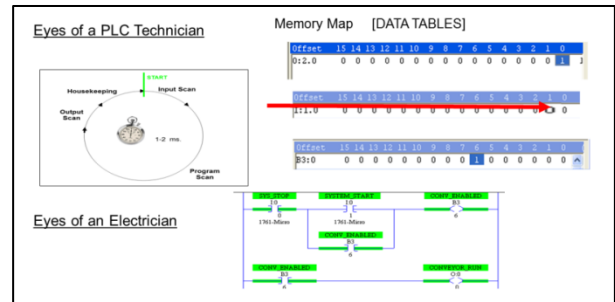 Eyes of a PLC Technician
Memory Map [DATA TABLES]
Offset 15 14 13 12 11 10 9 8 7 6 5 4 3 2 1 0
O:2.0 0 0 0 0 0 0 0 0 0 0 0 0 0 0 0 1
START
Housekeeping
Input Scan
Output
Scan
1-2 ms.
Program
Scan
Offset 15 14 13 12 11 10 9 8 7 6 5 4 3 2 1 0
I:1.0 0 0 0 0 0 0 0 0 0 0 0 0 0 0 0 0
Offset 15 14 13 12 11 10 9 8 7 6 5 4 3 2 1 0
B3:0 0 0 0 0 0 0 0 0 0 1 0 0 0 0 0 0
Eyes of an Electrician
SYS_STOP SYSTEM_START CONV_ENABLED
I:0 I:0 B3
0 1 6
1761-Micro 1761-Micro
CONV_ENABLED
B3
6
CONV_ENABLED CONVEYOR_RUN
B3 O:0
6 0